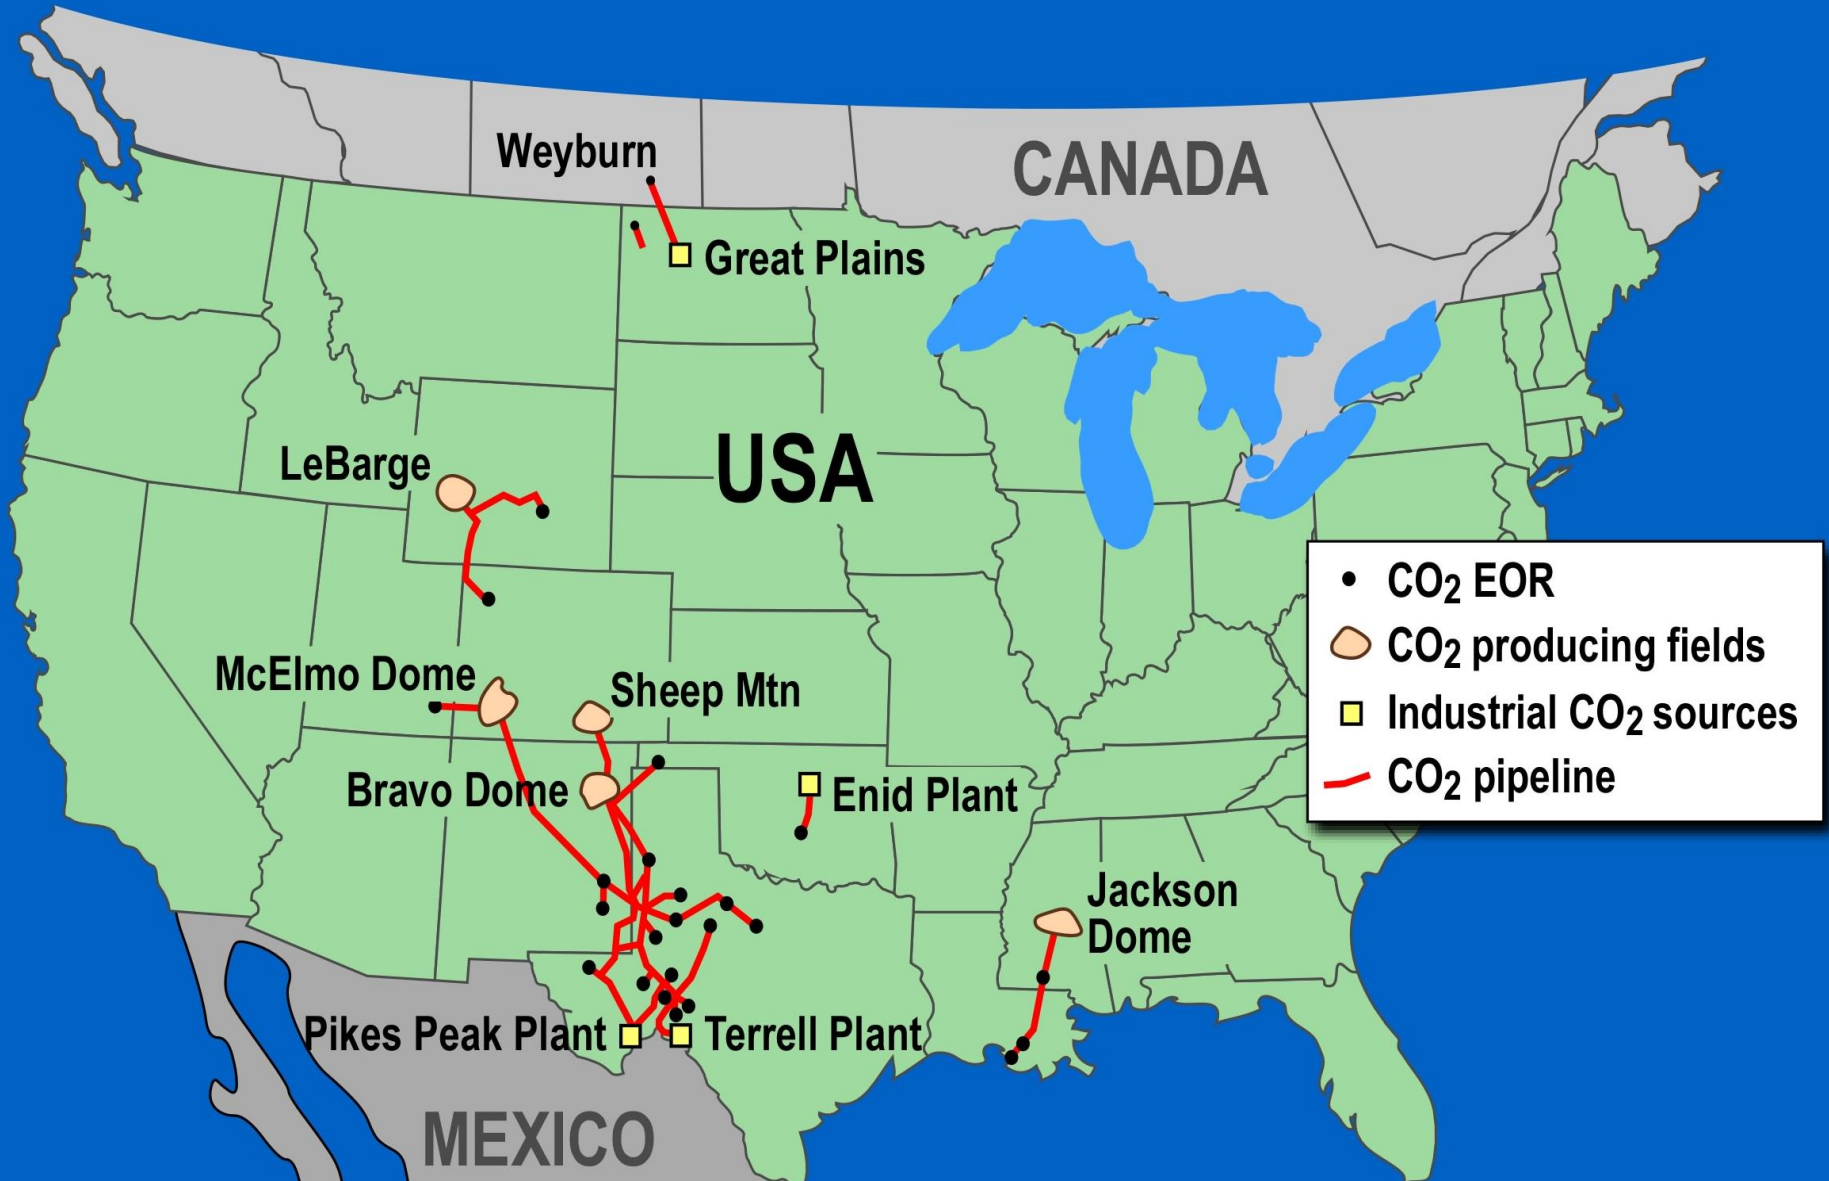 Weyburn
CANADA
Great Plains
LeBarge
USA
CO2 EOR
CO2 producing fields
McElmo Dome
Sheep Mtn
Industrial CO2 sources
CO2 pipeline
Bravo Dome
Enid Plant
Jackson
Dome
Pikes Peak Plant
Terrell Plant
MEXICO